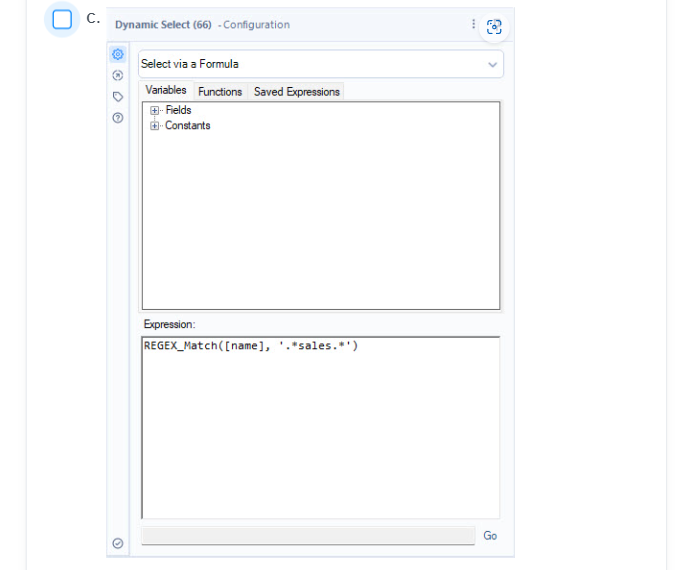 C.
Dynamic Select (66) - Configuration
Select via a Formula
Variables Functions Saved Expressions
Fields
Constants
Expression:
REGEX_Match([name], '.*sales.*')
Go